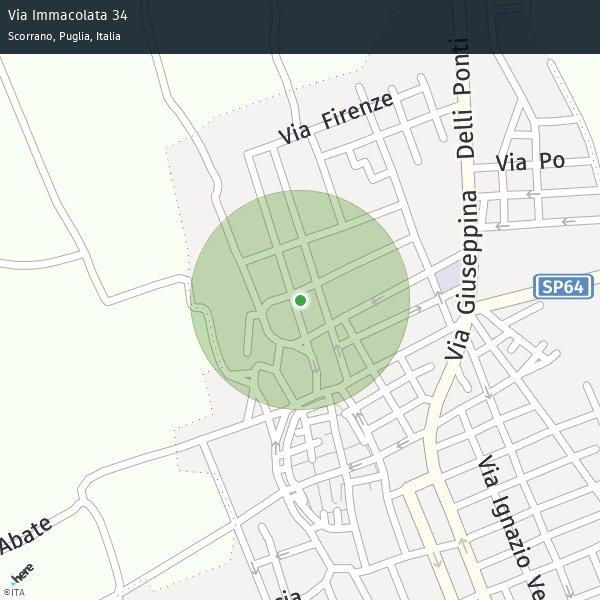 Via Immacolata 34
Scorrano, Puglia, Italia
Via Firenze
Via Giuseppina Delli Ponti
Via Po
SP64
Via Ignazio Ve
Abate
here
©ITA